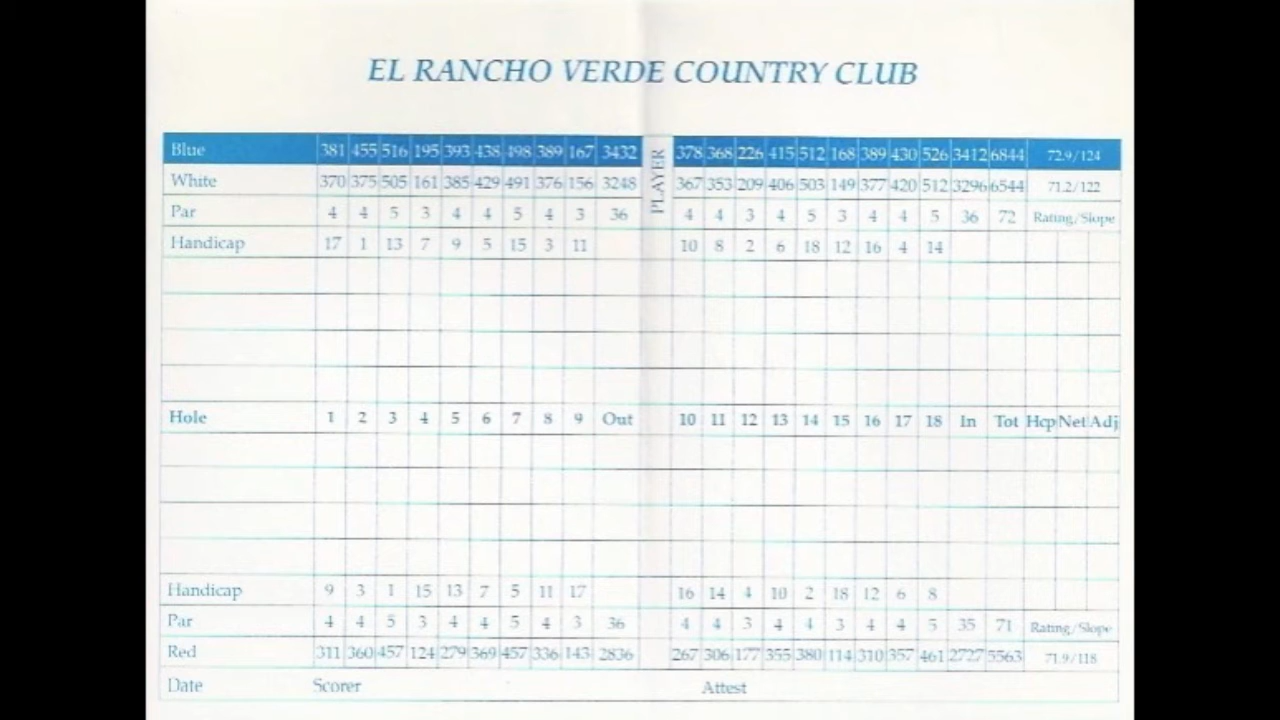 EL RANCHO VERDE COUNTRY CLUB
Blue 381 455 516 195 393 438 498 389 167 3432 PLAYER 378 368 226 415 512 168 389 430 526 3412 6844 72.9/124
White 370 375 505 161 385 429 491 376 156 3248 367 353 209 406 503 149 377 420 512 3296 6544 71.2/122
Par 4 4 5 3 4 4 5 4 3 36 4 4 3 4 5 3 4 4 5 36 72 Rating/Slope
Handicap 17 1 13 7 9 5 15 3 11 10 8 2 6 18 12 16 4 14
Hole 1 2 3 4 5 6 7 8 9 Out 10 11 12 13 14 15 16 17 18 In Tot Hcp Net Adj
Handicap 9 3 1 15 13 7 5 11 17 16 14 4 10 2 18 12 6 8
Par 4 4 5 3 4 4 5 4 3 36 4 4 3 4 4 3 4 4 5 35 71 Rating/Slope
Red 311 360 457 124 279 369 457 336 143 2836 267 306 177 355 380 114 310 357 461 2727 5563 71.9/118
Date Scorer Attest